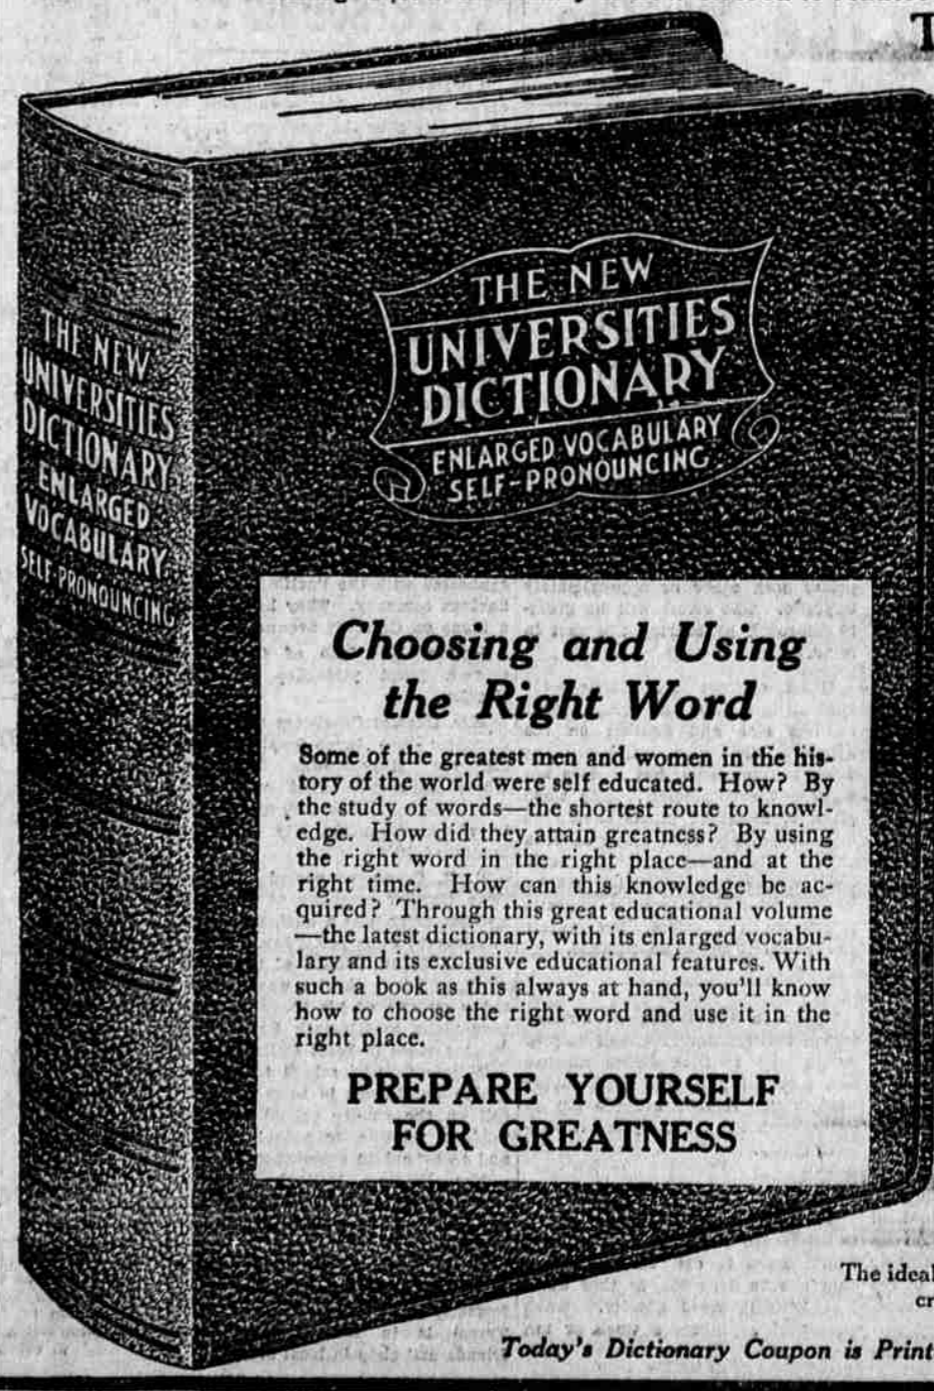 T
THE NEW
UNIVERSITIES
DICTIONARY
ENLARGED
VOCABULARY
SELF-PRONOUNCING
THE NEW
UNIVERSITIES
DICTIONARY
ENLARGED VOCABULARY
SELF-PRONOUNCING
Choosing and Using
the Right Word
Some of the greatest men and women in the his-
tory of the world were self educated. How? By
the study of words—the shortest route to knowl-
edge. How did they attain greatness? By using
the right word in the right place—and at the
right time. How can this knowledge be ac-
quired? Through this great educational volume
—the latest dictionary, with its enlarged vocabu-
lary and its exclusive educational features. With
such a book as this always at hand, you'll know
how to choose the right word and use it in the
right place.
PREPARE YOURSELF
FOR GREATNESS
The ideal
cr
Today's Dictionary Coupon is Print